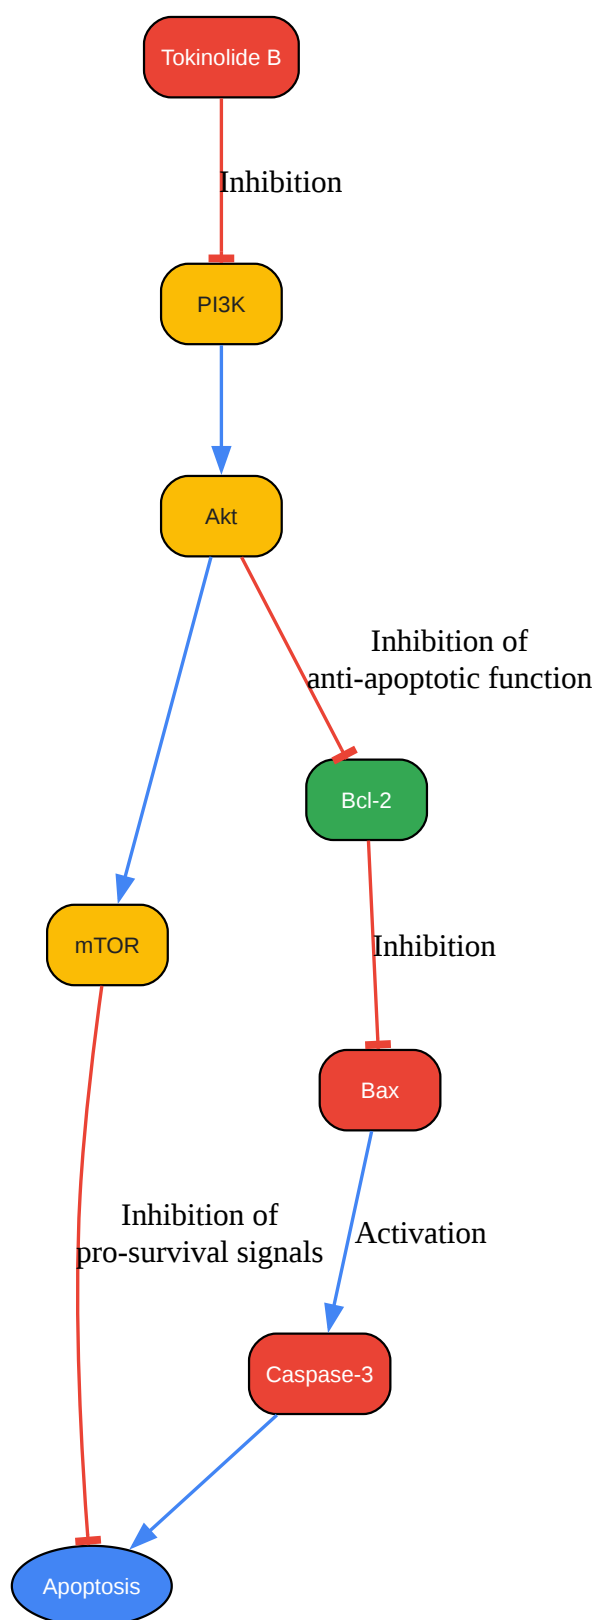 Tokinolide B
Inhibition
PI3K
Akt
Inhibition of
anti-apoptotic function
Bcl-2
mTOR
Inhibition
Bax
Inhibition of
pro-survival signals
Activation
Caspase-3
Apoptosis